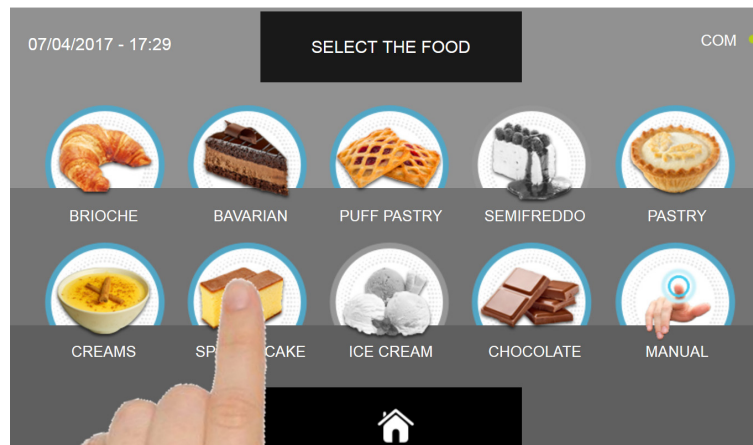 07/04/2017 - 17:29
SELECT THE FOOD
COM
BRIOCHE
BAVARIAN
PUFF PASTRY
SEMIFREDDO
PASTRY
CREAMS
SP CAKE
ICE CREAM
CHOCOLATE
MANUAL